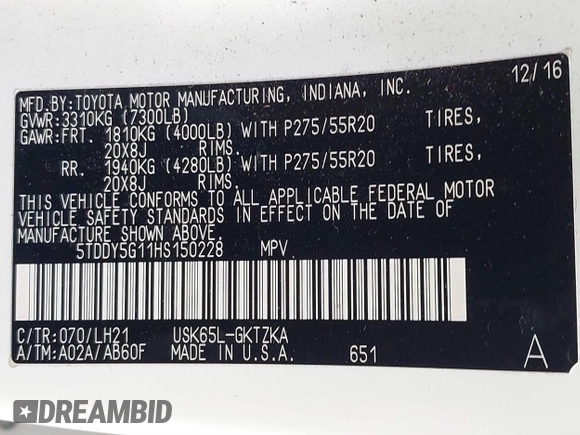 MFD.BY:TOYOTA MOTOR MANUFACTURING, INDIANA, INC. 12/16
GVWR:3310KG (7300LB)
GAWR:FRT. 1810KG (4000LB) WITH P275/55R20 TIRES,
20X8J RIMS.
RR. 1940KG (4280LB) WITH P275/55R20 TIRES,
20X8J RIMS.
THIS VEHICLE CONFORMS TO ALL APPLICABLE FEDERAL MOTOR
VEHICLE SAFETY STANDARDS IN EFFECT ON THE DATE OF
MANUFACTURE SHOWN ABOVE.
5TDDY5G11HS150228 MPV
C/TR:070/LH21 USK65L-GKTZKA
A/TM:A02A/AB60F MADE IN U.S.A. 651 A
DREAMBID